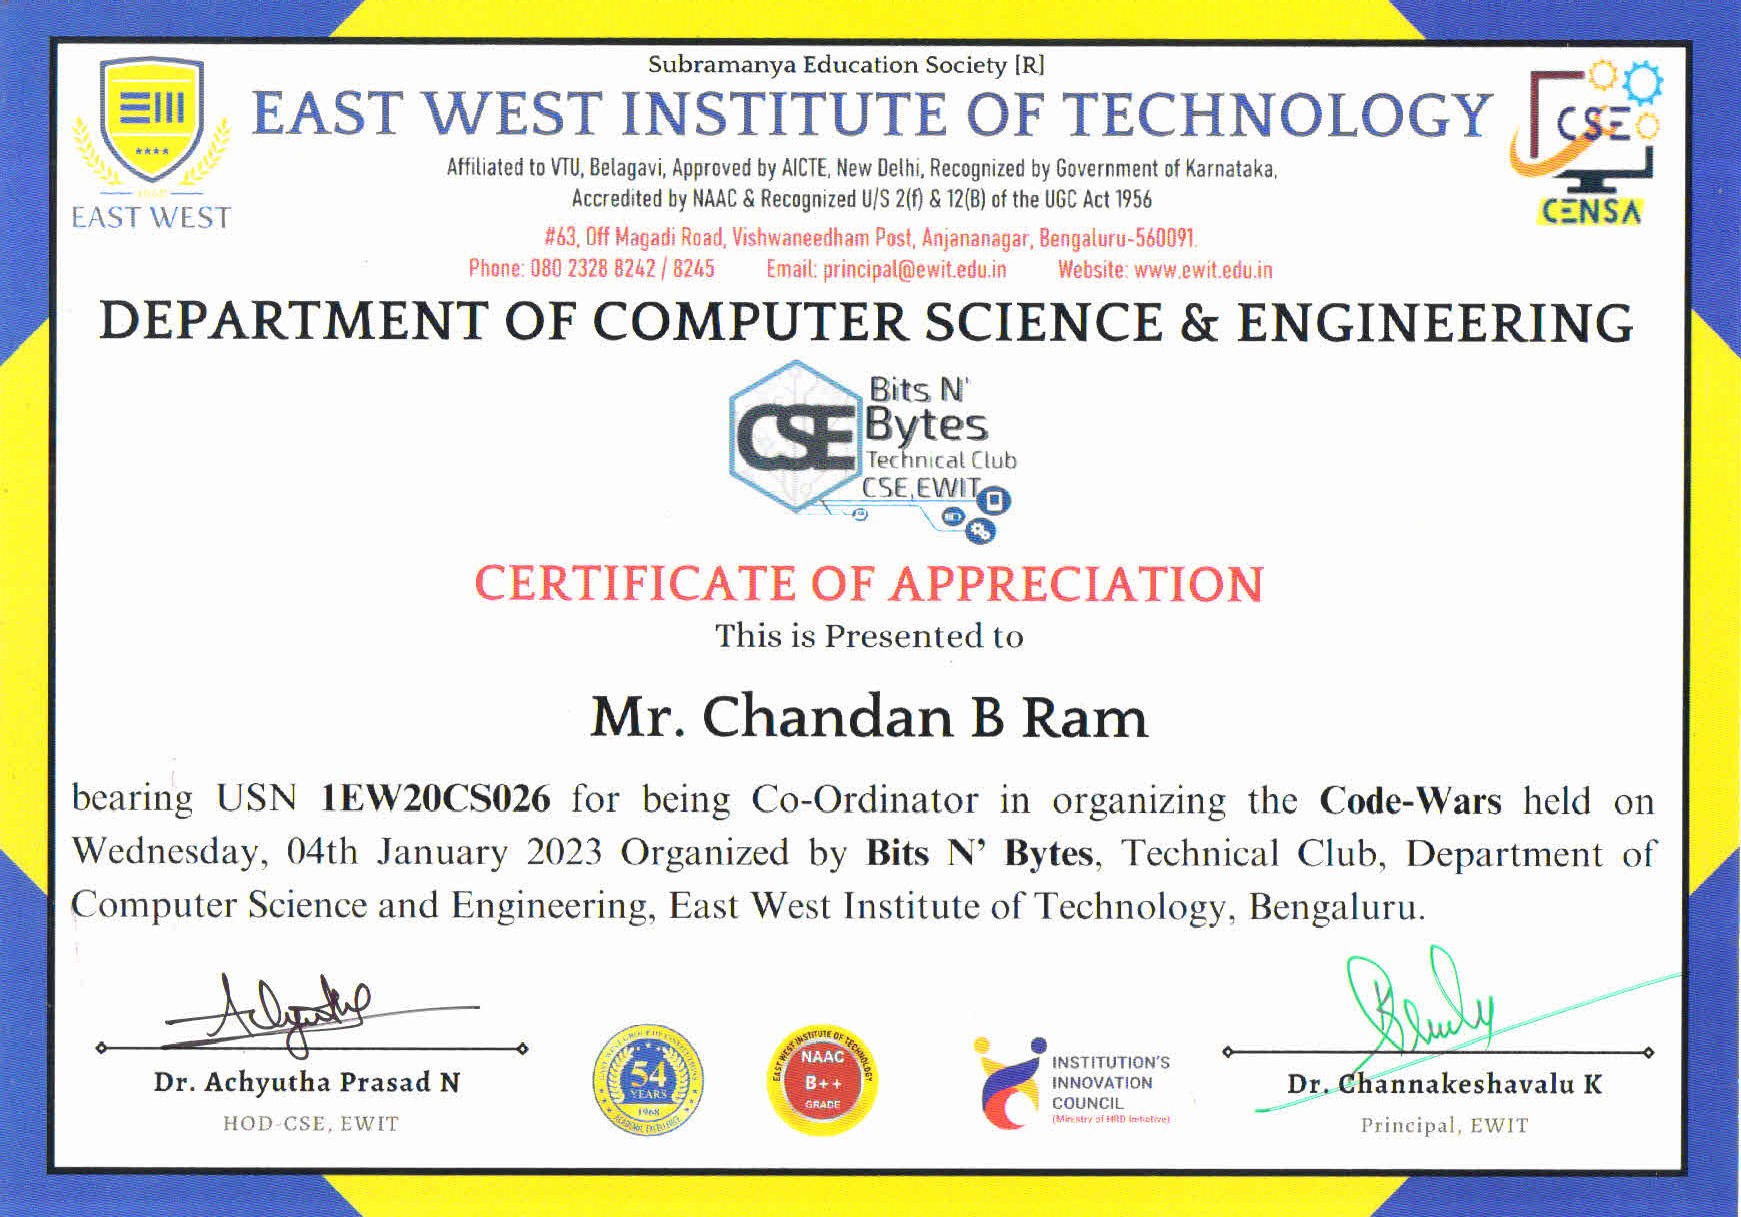 Subramanya Education Society [R]
EAST WEST INSTITUTE OF TECHNOLOGY
Affiliated to VTU, Belagavi, Approved by AICTE, New Delhi, Recognized by Government of Karnataka,
Accredited by NAAC & Recognized U/S 2(f) & 12(B) of the UGC Act 1956
#63, Off Magadi Road, Vishwaneedham Post, Anjananagar, Bengaluru-560091.
Phone: 080 2328 8242 / 8245 Email: principal@ewit.edu.in Website: www.ewit.edu.in
EAST WEST
CSE
CENSA
DEPARTMENT OF COMPUTER SCIENCE & ENGINEERING
CSE
Bits N'
Bytes
Technical Club
CSE,EWIT
CERTIFICATE OF APPRECIATION
This is Presented to
Mr. Chandan B Ram
bearing USN 1EW20CS026 for being Co-Ordinator in organizing the Code-Wars held on
Wednesday, 04th January 2023 Organized by Bits N’ Bytes, Technical Club, Department of
Computer Science and Engineering, East West Institute of Technology, Bengaluru.
Dr. Achyutha Prasad N
HOD-CSE, EWIT
54
YEARS
1968
EAST WEST INSTITUTE OF TECHNOLOGY
NAAC
B++
GRADE
INSTITUTION'S
INNOVATION
COUNCIL
(Ministry of HRD Initiative)
Dr. Channakeshavalu K
Principal, EWIT